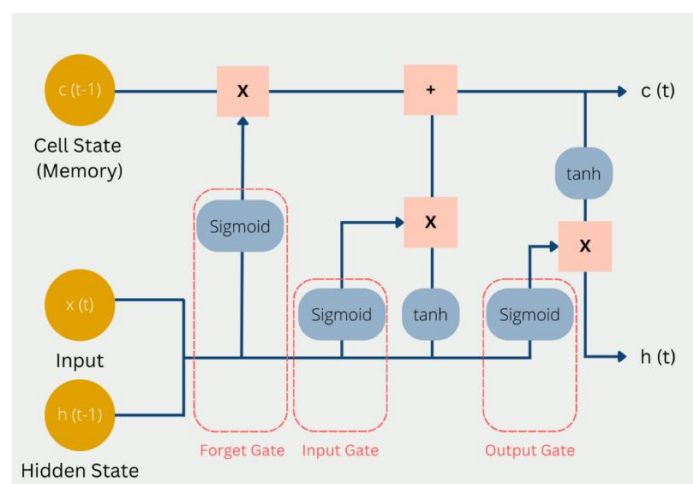 c (t-1)
X
+
c (t)
Cell State
(Memory)
tanh
Sigmoid
X
X
x (t)
Sigmoid
tanh
Sigmoid
Input
h (t)
h (t-1)
Forget Gate
Input Gate
Output Gate
Hidden State